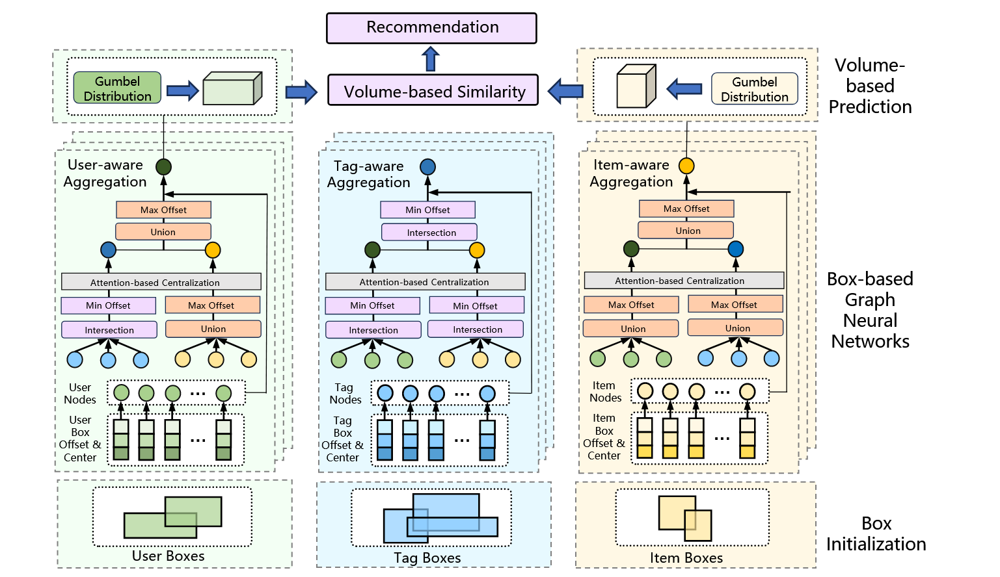 Recommendation
Gumbel
Distribution
Volume-based Similarity
Gumbel
Distribution
Volume-
based
Prediction
User-aware
Aggregation
Max Offset
Union
Attention-based Centralization
Min Offset
Max Offset
Intersection
Union
User
Nodes
...
User
Box
Offset &
Center
...
Tag-aware
Aggregation
Min Offset
Intersection
Attention-based Centralization
Min Offset
Min Offset
Intersection
Intersection
Tag
Nodes
...
Tag
Box
Offset &
Center
...
Item-aware
Aggregation
Max Offset
Union
Attention-based Centralization
Max Offset
Max Offset
Union
Union
Item
Nodes
...
Item
Box
Offset &
Center
...
Box-based
Graph
Neural
Networks
User Boxes
Tag Boxes
Item Boxes
Box
Initialization